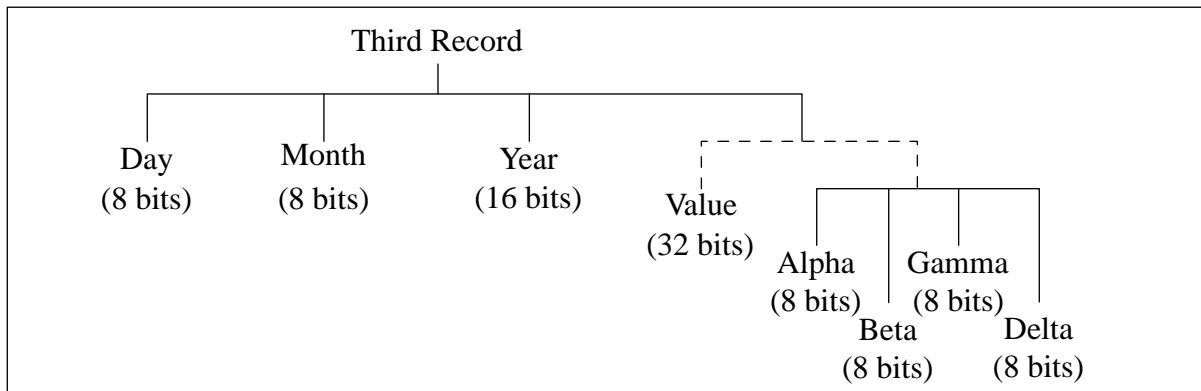 Third Record
Day
(8 bits)
Month
(8 bits)
Year
(16 bits)
Value
(32 bits)
Alpha
(8 bits)
Beta
(8 bits)
Gamma
(8 bits)
Delta
(8 bits)